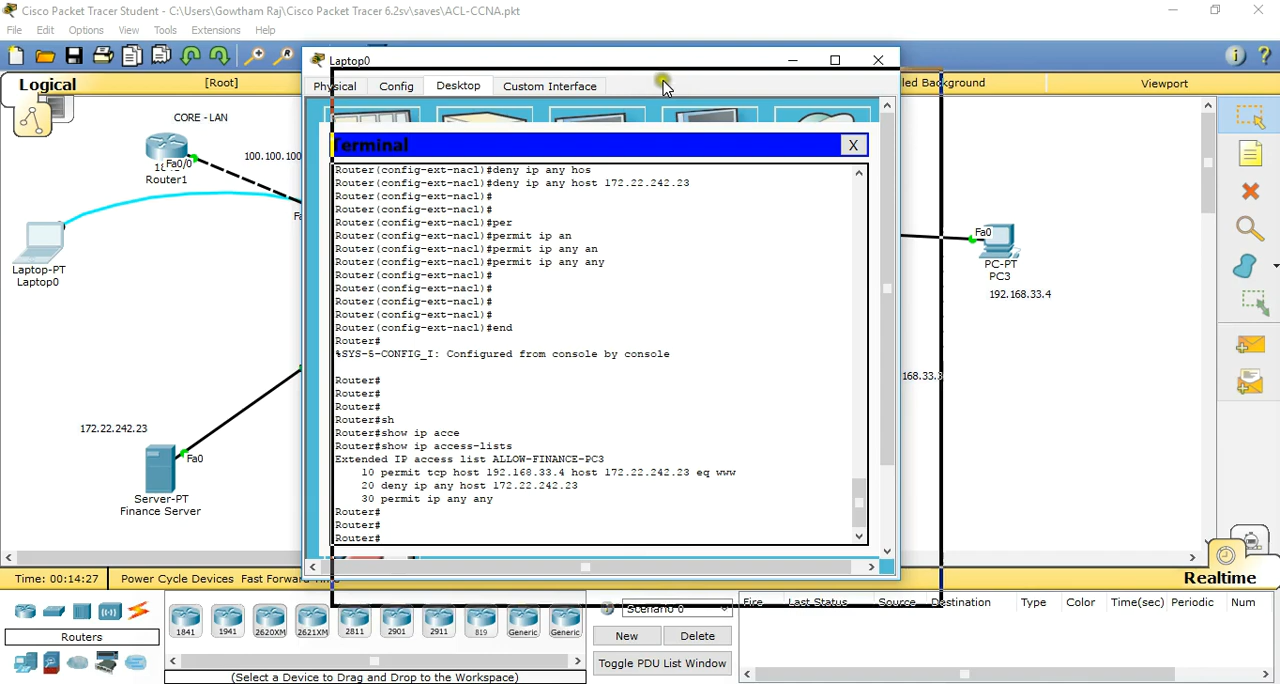 Cisco Packet Tracer Student - C:\Users\Gowtham Raj\Cisco Packet Tracer 6.2sv\saves\ACL-CCNA.pkt
File Edit Options View Tools Extensions Help
Logical
[Root]
led Background
Viewport
Laptop0
Physical Config Desktop Custom Interface
Terminal
X
Router(config-ext-nacl)#deny ip any hos
Router(config-ext-nacl)#deny ip any host 172.22.242.23
Router(config-ext-nacl)#
Router(config-ext-nacl)#
Router(config-ext-nacl)#per
Router(config-ext-nacl)#permit ip an
Router(config-ext-nacl)#permit ip any an
Router(config-ext-nacl)#permit ip any any
Router(config-ext-nacl)#
Router(config-ext-nacl)#
Router(config-ext-nacl)#
Router(config-ext-nacl)#
Router(config-ext-nacl)#end
Router#
%SYS-5-CONFIG_I: Configured from console by console
Router#
Router#
Router#
Router#sh
Router#show ip acce
Router#show ip access-lists
Extended IP access list ALLOW-FINANCE-PC3
10 permit tcp host 192.168.33.4 host 172.22.242.23 eq www
20 deny ip any host 172.22.242.23
30 permit ip any any
Router#
Router#
Router#
CORE - LAN
Fa0/0
100.100.100
Router1
Laptop-PT
Laptop0
172.22.242.23
Fa0
Server-PT
Finance Server
Fa0
PC-PT
PC3
192.168.33.4
168.33.3
Time: 00:14:27
Power Cycle Devices Fast Forward Time
Realtime
Routers
1841 1941 2620XM 2621XM 2811 2901 2911 819 Generic Generic
(Select a Device to Drag and Drop to the Workspace)
Scenario 0
New Delete
Toggle PDU List Window
Fire Last Status Source Destination Type Color Time(sec) Periodic Num